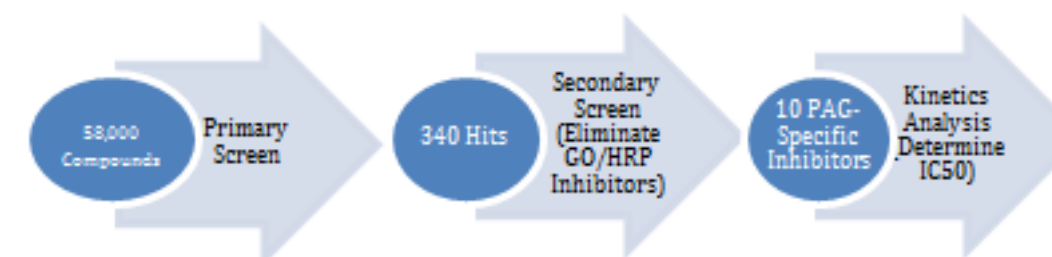 58,000
Compounds
Primary
Screen
340 Hits
Secondary
Screen
(Eliminate
GO/HRP
Inhibitors)
10 PAG-
Specific
Inhibitors
Kinetics
Analysis
(Determine
IC50)